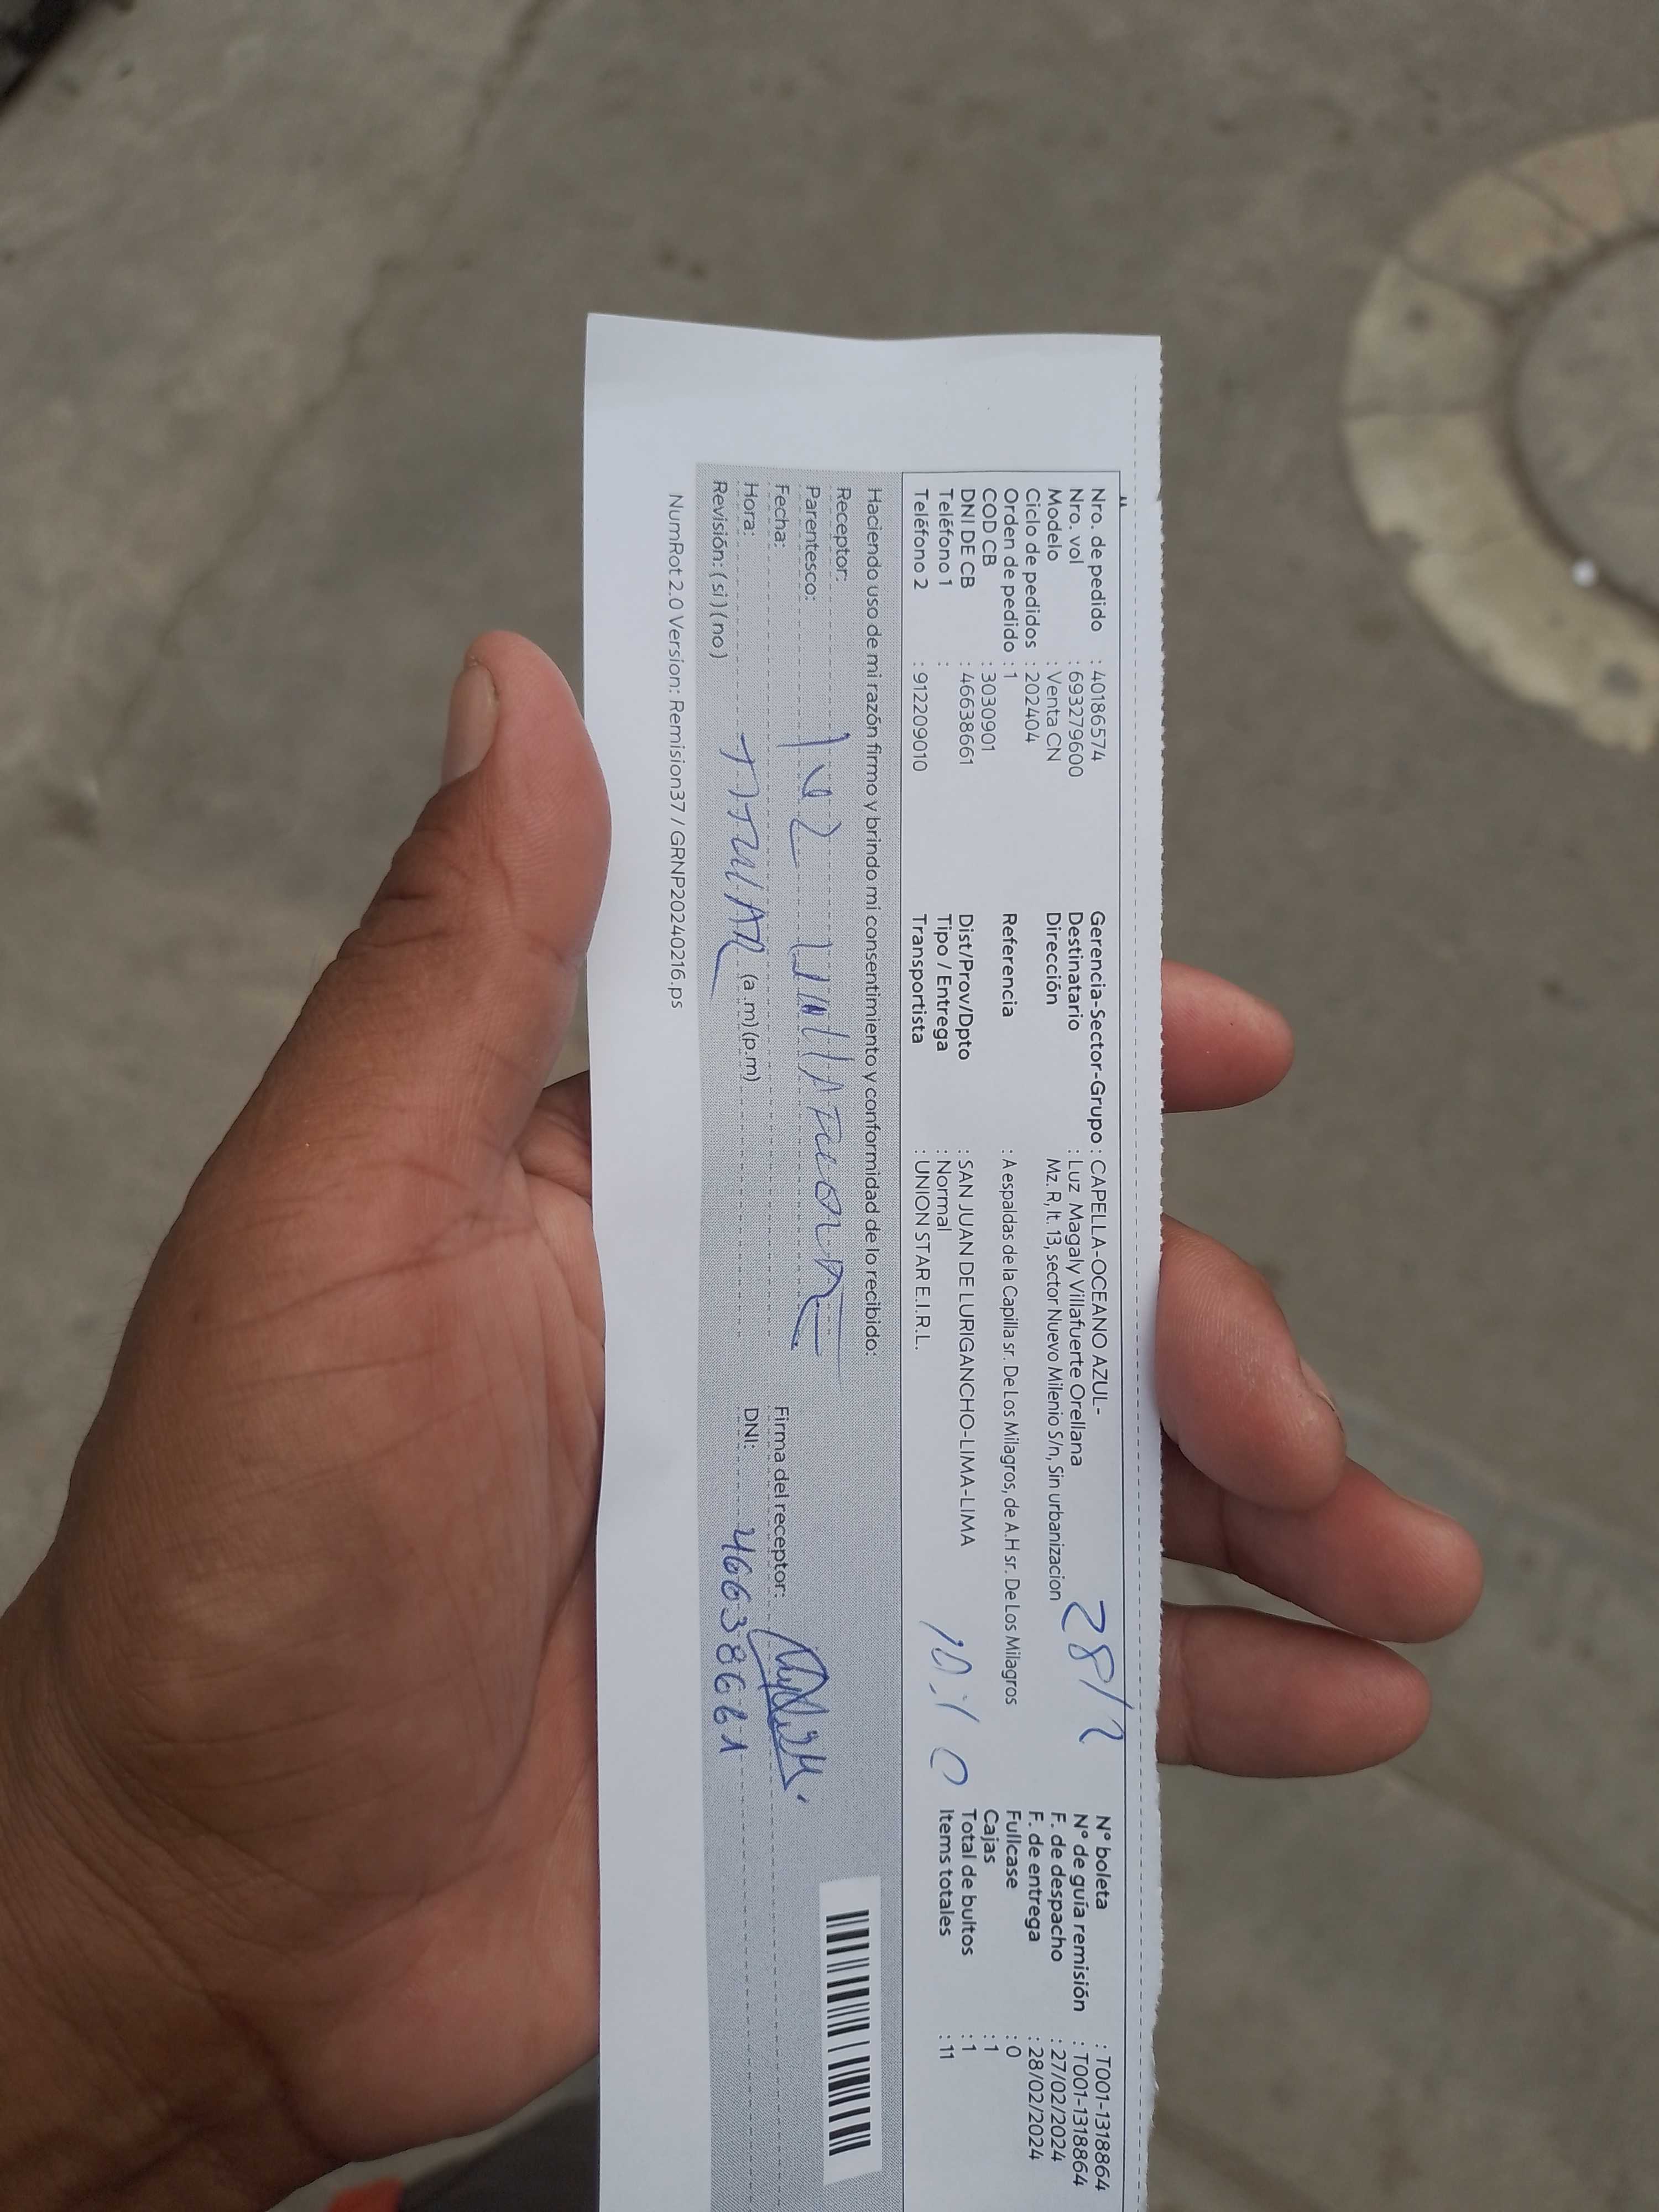 Nro. de pedido : 40186574
Nro. vol : 693279600
Modelo : Venta CN
Ciclo de pedidos : 202404
Orden de pedido : 1
COD CB : 3030901
DNI DE CB : 46638661
Teléfono 1 :
Teléfono 2 : 912209010
Gerencia-Sector-Grupo : CAPELLA-OCEANO AZUL-
Destinatario : Luz Magaly Villafuerte Orellana
Dirección Mz. R, lt. 13, sector Nuevo Milenio S/n, Sin urbanizacion
Referencia : A espaldas de la Capilla sr. De Los Milagros, de A.H sr. De Los Milagros
Dist/Prov/Dpto : SAN JUAN DE LURIGANCHO-LIMA-LIMA
Tipo / Entrega : Normal
Transportista : UNION STAR E.I.R.L.
28/2
10:10
N° boleta : T001-1318864
N° de guía remisión : T001-1318864
F. de despacho : 27/02/2024
F. de entrega : 28/02/2024
Fullcase : 0
Cajas : 1
Total de bultos : 1
Items totales : 11
Haciendo uso de mi razón firmo y brindo mi consentimiento y conformidad de lo recibido:
Receptor:
Parentesco:
Fecha:
Hora: TITULAR (a.m) (p.m)
Revisión: (si) (no)
Firma del receptor:
DNI: 46638661
NumRot 2.0 Version: Remision37 / GRNP20240216.ps